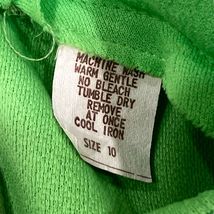 MACHINE WASH
WARM GENTLE
NO BLEACH
TUMBLE DRY
REMOVE
AT ONCE
COOL IRON
SIZE 10